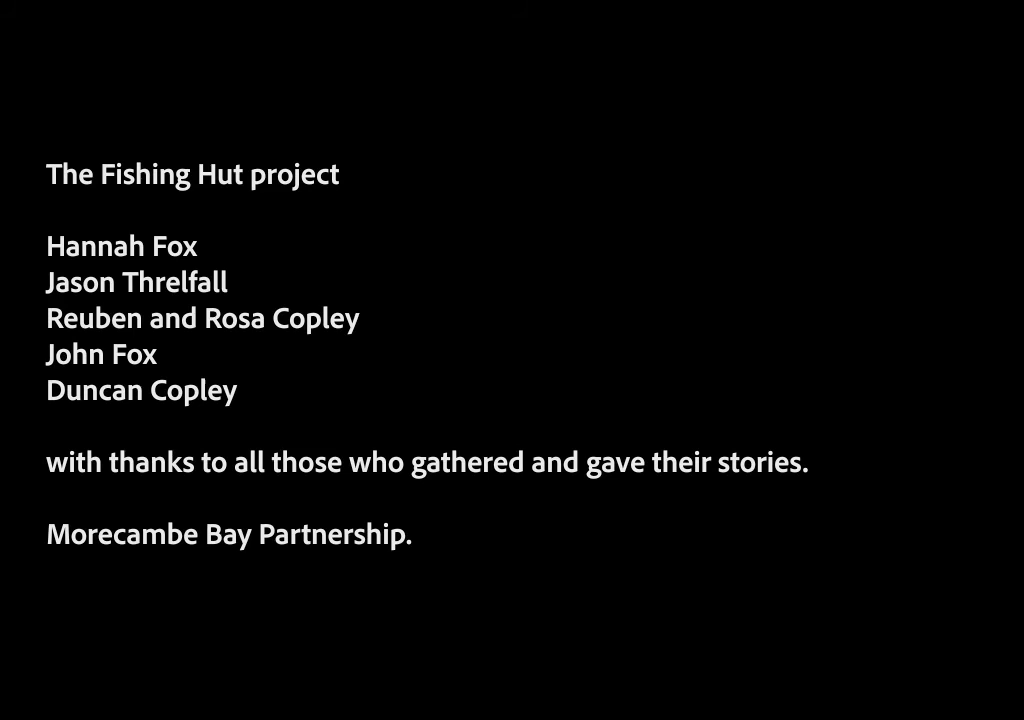 The Fishing Hut project
Hannah Fox
Jason Threlfall
Reuben and Rosa Copley
John Fox
Duncan Copley
with thanks to all those who gathered and gave their stories.
Morecambe Bay Partnership.